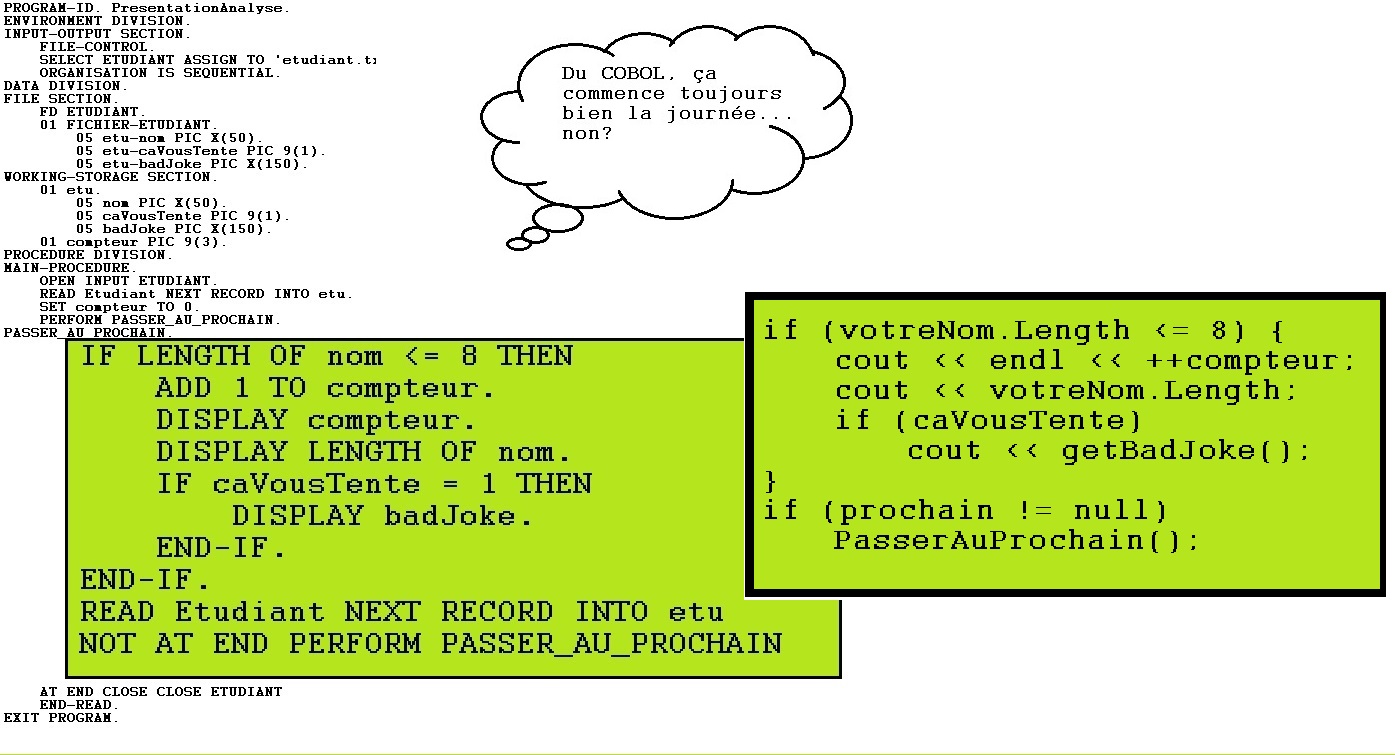 PROGRAM-ID. PresentationAnalyse.
ENVIRONMENT DIVISION.
INPUT-OUTPUT SECTION.
FILE-CONTROL.
SELECT ETUDIANT ASSIGN TO 'etudiant.t
ORGANISATION IS SEQUENTIAL.
DATA DIVISION.
FILE SECTION.
FD ETUDIANT.
01 FICHIER-ETUDIANT.
05 etu-nom PIC X(50).
05 etu-caVousTente PIC 9(1).
05 etu-badJoke PIC X(150).
WORKING-STORAGE SECTION.
01 etu.
05 nom PIC X(50).
05 caVousTente PIC 9(1).
05 badJoke PIC X(150).
01 compteur PIC 9(3).
PROCEDURE DIVISION.
MAIN-PROCEDURE.
OPEN INPUT ETUDIANT.
READ Etudiant NEXT RECORD INTO etu.
SET compteur TO 0.
PERFORM PASSER_AU_PROCHAIN.
PASSER_AU_PROCHAIN.
IF LENGTH OF nom <= 8 THEN
ADD 1 TO compteur.
DISPLAY compteur.
DISPLAY LENGTH OF nom.
IF caVousTente = 1 THEN
DISPLAY badJoke.
END-IF.
END-IF.
READ Etudiant NEXT RECORD INTO etu
NOT AT END PERFORM PASSER_AU_PROCHAIN
AT END CLOSE CLOSE ETUDIANT
END-READ.
EXIT PROGRAM.
Du COBOL, ça
commence toujours
bien la journée...
non?
if (votreNom.Length <= 8) {
cout << endl << ++compteur;
cout << votreNom.Length;
if (caVousTente)
cout << getBadJoke();
}
if (prochain != null)
PasserAuProchain();